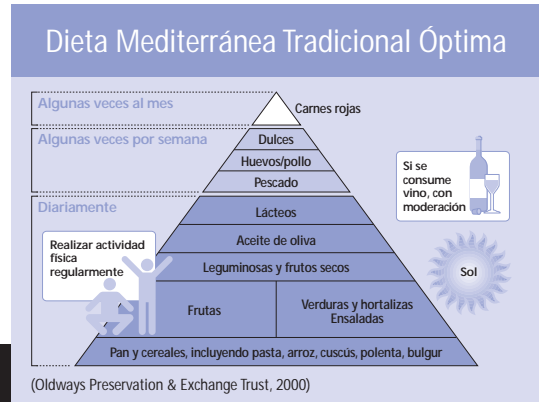 Dieta Mediterránea Tradicional Óptima
Algunas veces al mes
Carnes rojas
Algunas veces por semana
Dulces
Huevos/pollo
Pescado
Si se
consume
vino, con
moderación
Diariamente
Lácteos
Realizar actividad
física
regularmente
Aceite de oliva
Leguminosas y frutos secos
Sol
Frutas
Verduras y hortalizas
Ensaladas
Pan y cereales, incluyendo pasta, arroz, cuscús, polenta, bulgur
(Oldways Preservation & Exchange Trust, 2000)